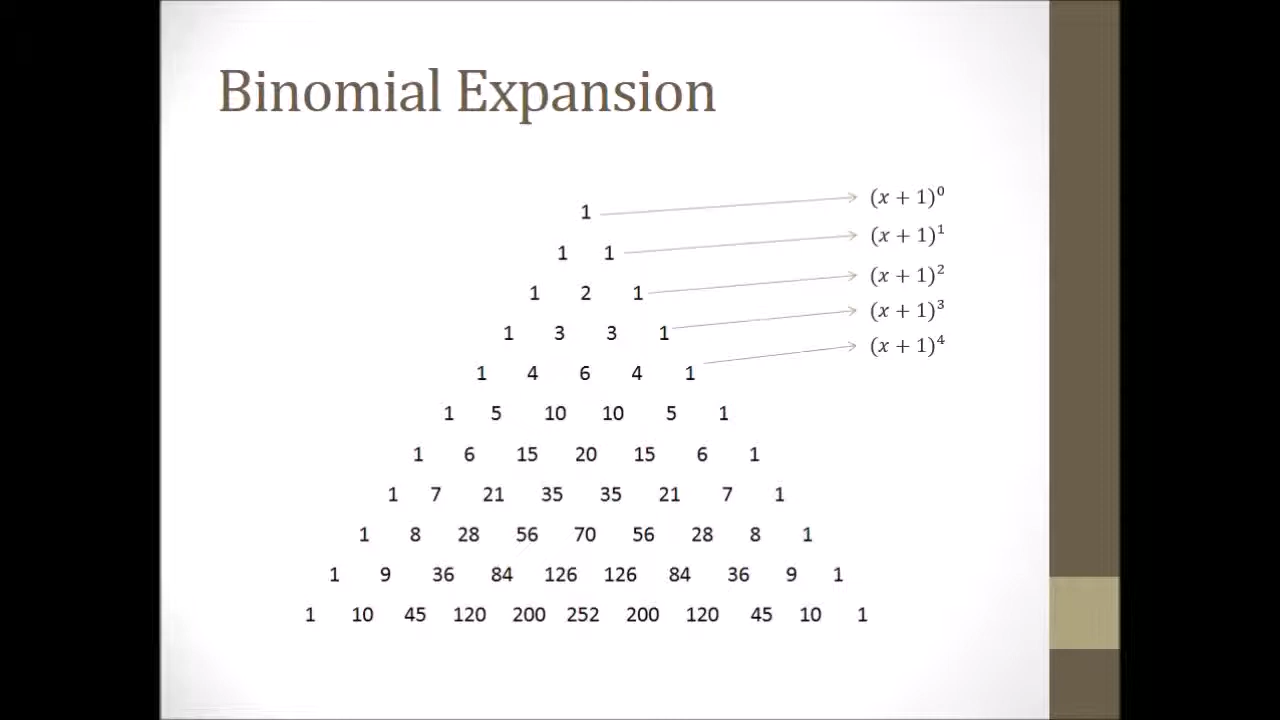 Binomial Expansion
1 (x + 1)⁰
1 1 (x + 1)¹
1 2 1 (x + 1)²
1 3 3 1 (x + 1)³
1 4 6 4 1 (x + 1)⁴
1 5 10 10 5 1
1 6 15 20 15 6 1
1 7 21 35 35 21 7 1
1 8 28 56 70 56 28 8 1
1 9 36 84 126 126 84 36 9 1
1 10 45 120 200 252 200 120 45 10 1